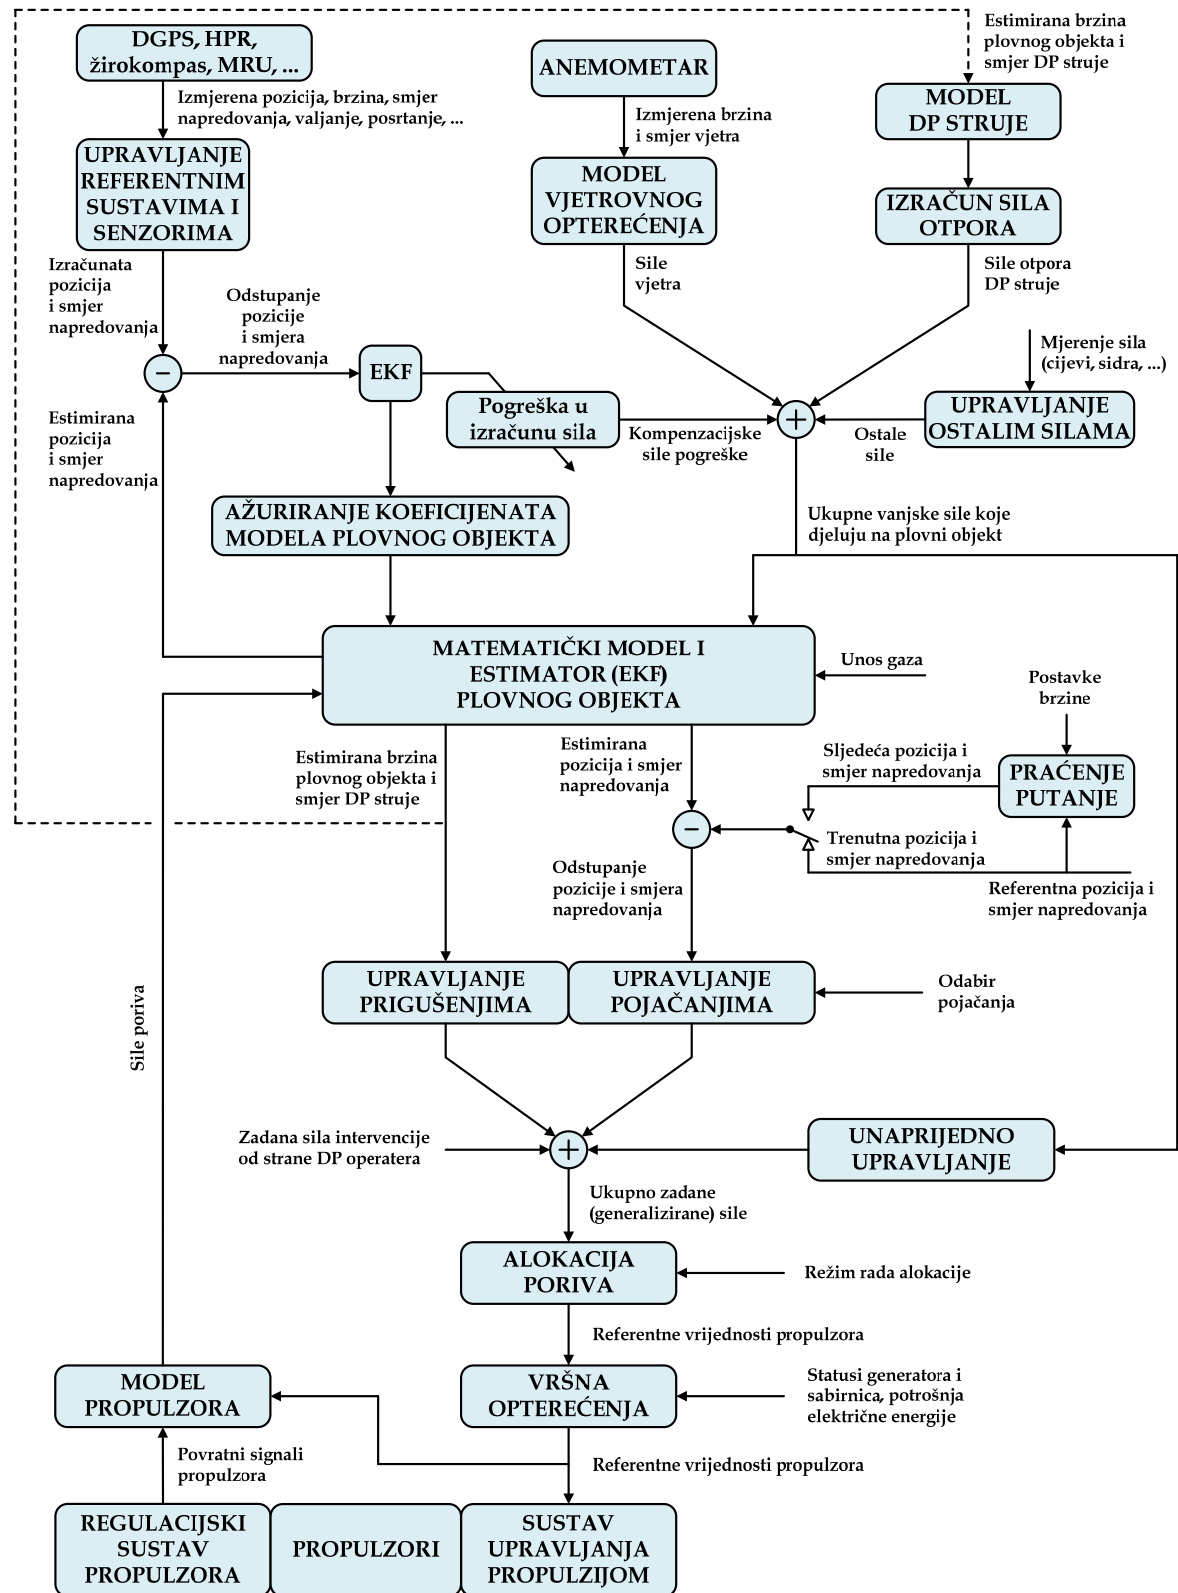 DGPS, HPR,
žirokompas, MRU, ...
Izmjerena pozicija, brzina, smjer
napredovanja, valjanje, posrtanje, ...
UPRAVLJANJE
REFERENTNIM
SUSTAVIMA I
SENZORIMA
Izračunata
pozicija
i smjer
napredovanja
ANEMOMETAR
Izmjerena brzina
i smjer vjetra
MODEL
VJETROVNOG
OPTEREĆENJA
Sile
vjetra
Estimirana brzina
plovnog objekta i
smjer DP struje
MODEL
DP STRUJE
IZRAČUN SILA
OTPORA
Sile otpora
DP struje
Odstupanje
pozicije
i smjera
napredovanja
−
EKF
Pogreška u
izračunu sila
Kompenzacijske
sile pogreške
+
Ostale
sile
Mjerenje sila
(cijevi, sidra, ...)
UPRAVLJANJE
OSTALIM SILAMA
Estimirana
pozicija
i smjer
napredovanja
AŽURIRANJE KOEFICIJENATA
MODELA PLOVNOG OBJEKTA
Ukupne vanjske sile koje
djeluju na plovni objekt
MATEMATIČKI MODEL I
ESTIMATOR (EKF)
PLOVNOG OBJEKTA
Unos gaza
Postavke
brzine
Estimirana brzina
plovnog objekta i
smjer DP struje
Estimirana
pozicija i smjer
napredovanja
Sljedeća pozicija i
smjer napredovanja
PRAĆENJE
PUTANJE
−
Trenutna pozicija i
smjer napredovanja
Referentna pozicija i
smjer napredovanja
Odstupanje
pozicije i smjera
napredovanja
UPRAVLJANJE
PRIGUŠENJIMA
UPRAVLJANJE
POJAČANJIMA
Odabir
pojačanja
Sile poriva
Zadana sila intervencije
od strane DP operatera
+
UNAPRIJEDNO
UPRAVLJANJE
Ukupno zadane
(generalizirane) sile
ALOKACIJA
PORIVA
Režim rada alokacije
Referentne vrijednosti propulzora
MODEL
PROPULZORA
VRŠNA
OPTEREĆENJA
Statusi generatora i
sabirnica, potrošnja
električne energije
Povratni signali
propulzora
Referentne vrijednosti propulzora
REGULACIJSKI
SUSTAV
PROPULZORA
PROPULZORI
SUSTAV
UPRAVLJANJA
PROPULZIJOM